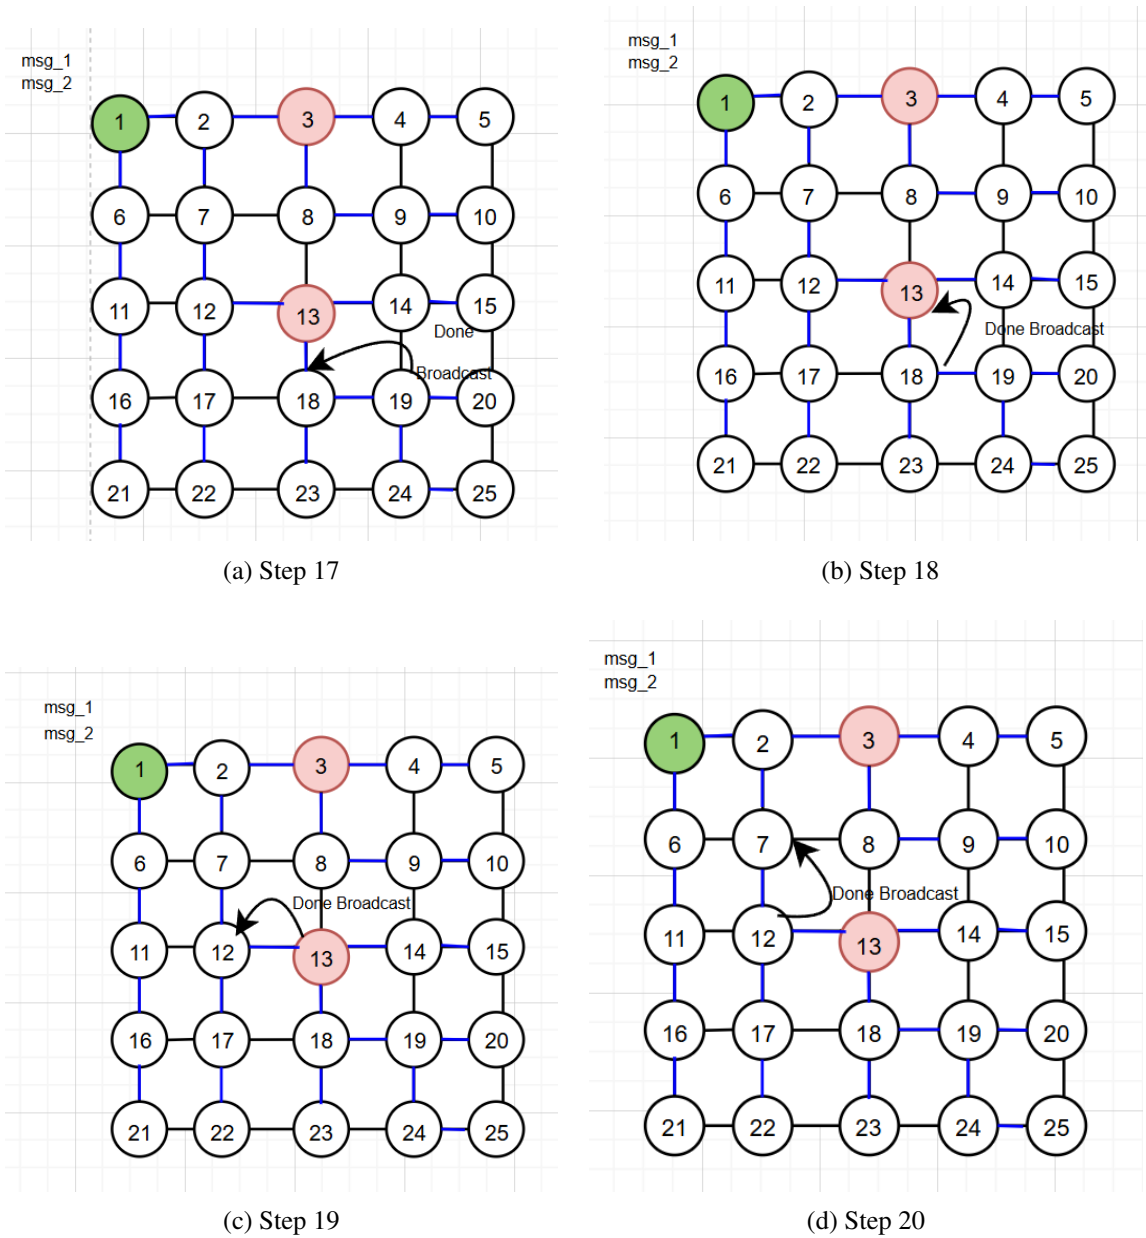 msg_1
msg_2
1 2 3 4 5
6 7 8 9 10
11 12 13 14 15
Done
Broadcast
16 17 18 19 20
21 22 23 24 25
(a) Step 17
msg_1
msg_2
1 2 3 4 5
6 7 8 9 10
11 12 13 14 15
Done Broadcast
16 17 18 19 20
21 22 23 24 25
(b) Step 18
msg_1
msg_2
1 2 3 4 5
6 7 8 9 10
Done Broadcast
11 12 13 14 15
16 17 18 19 20
21 22 23 24 25
(c) Step 19
msg_1
msg_2
1 2 3 4 5
6 7 8 9 10
Done Broadcast
11 12 13 14 15
16 17 18 19 20
21 22 23 24 25
(d) Step 20